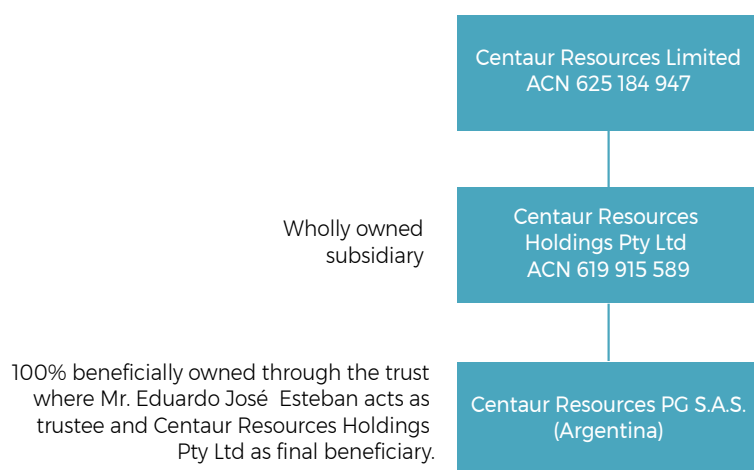 Centaur Resources Limited
ACN 625 184 947
Wholly owned
subsidiary
Centaur Resources
Holdings Pty Ltd
ACN 619 915 589
100% beneficially owned through the trust
where Mr. Eduardo José Esteban acts as
trustee and Centaur Resources Holdings
Pty Ltd as final beneficiary.
Centaur Resources PG S.A.S.
(Argentina)